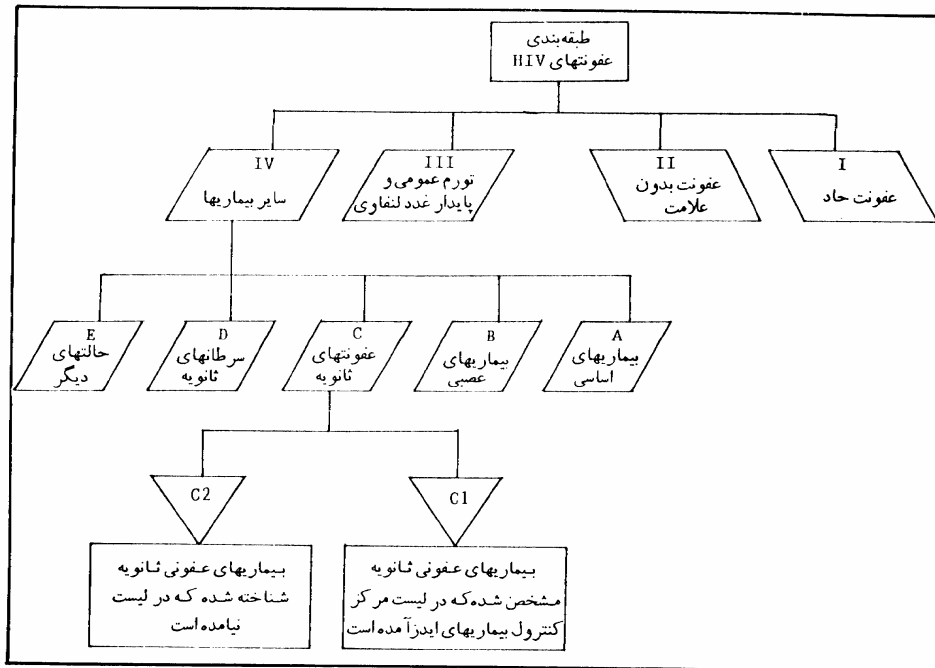 طبقه‌بندی
عفونتهای HIV
I
عفونت حاد
II
عفونت بدون
علامت
III
تورم عمومی و
پایدار غدد لنفاوی
IV
سایر بیماریها
A
بیماریهای
اساسی
B
بیماریهای
عصبی
C
عفونتهای
ثانویه
D
سرطانهای
ثانویه
E
حالتهای
دیگر
C1
بیماریهای عفونی ثانویه
مشخص شده که در لیست مرکز
کنترول بیماریهای ایدز آمده است
C2
بیماریهای عفونی ثانویه
شناخته شده که در لیست
نیامده است